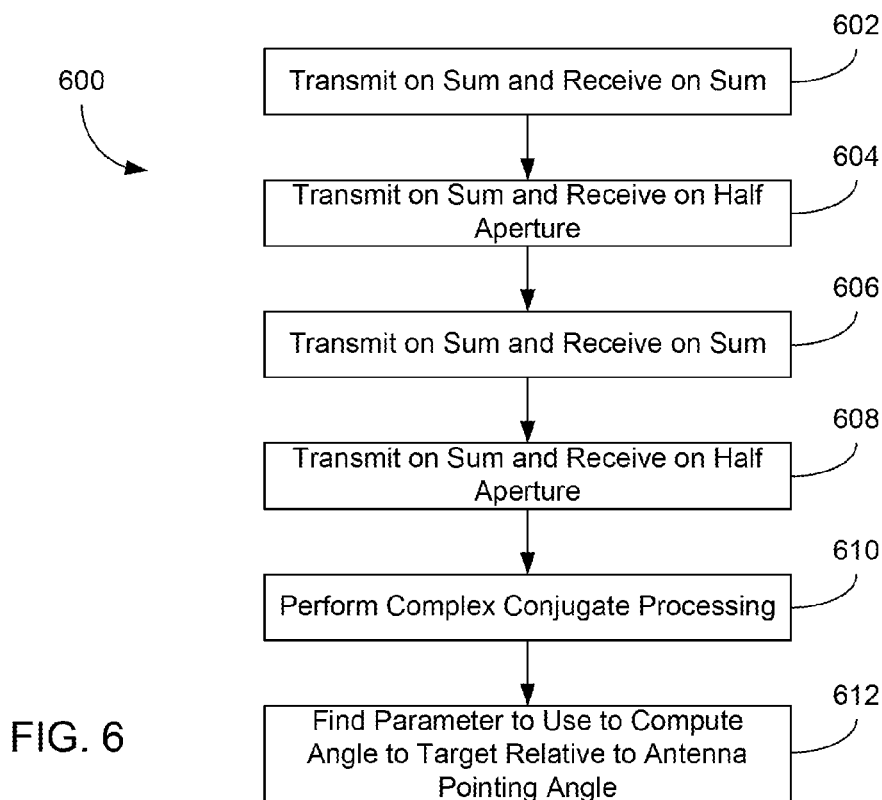 602
600
Transmit on Sum and Receive on Sum
604
Transmit on Sum and Receive on Half
Aperture
606
Transmit on Sum and Receive on Sum
608
Transmit on Sum and Receive on Half
Aperture
610
Perform Complex Conjugate Processing
612
Find Parameter to Use to Compute
Angle to Target Relative to Antenna
Pointing Angle
FIG. 6